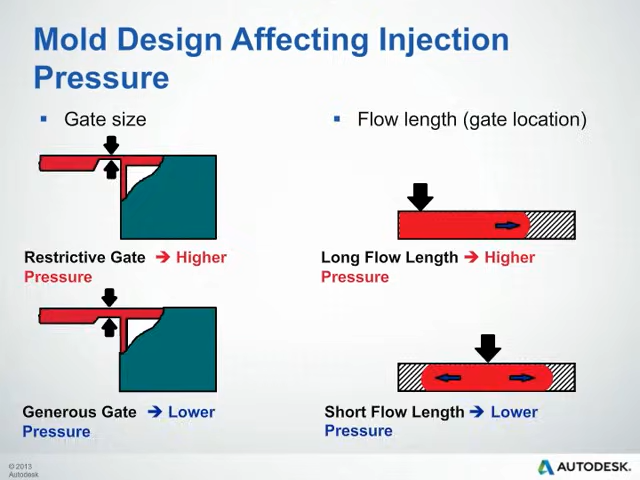 Mold Design Affecting Injection
Pressure
▪ Gate size
▪ Flow length (gate location)
Restrictive Gate ➔ Higher
Pressure
Long Flow Length ➔ Higher
Pressure
Generous Gate ➔ Lower
Pressure
Short Flow Length ➔ Lower
Pressure
© 2013
Autodesk
AUTODESK.